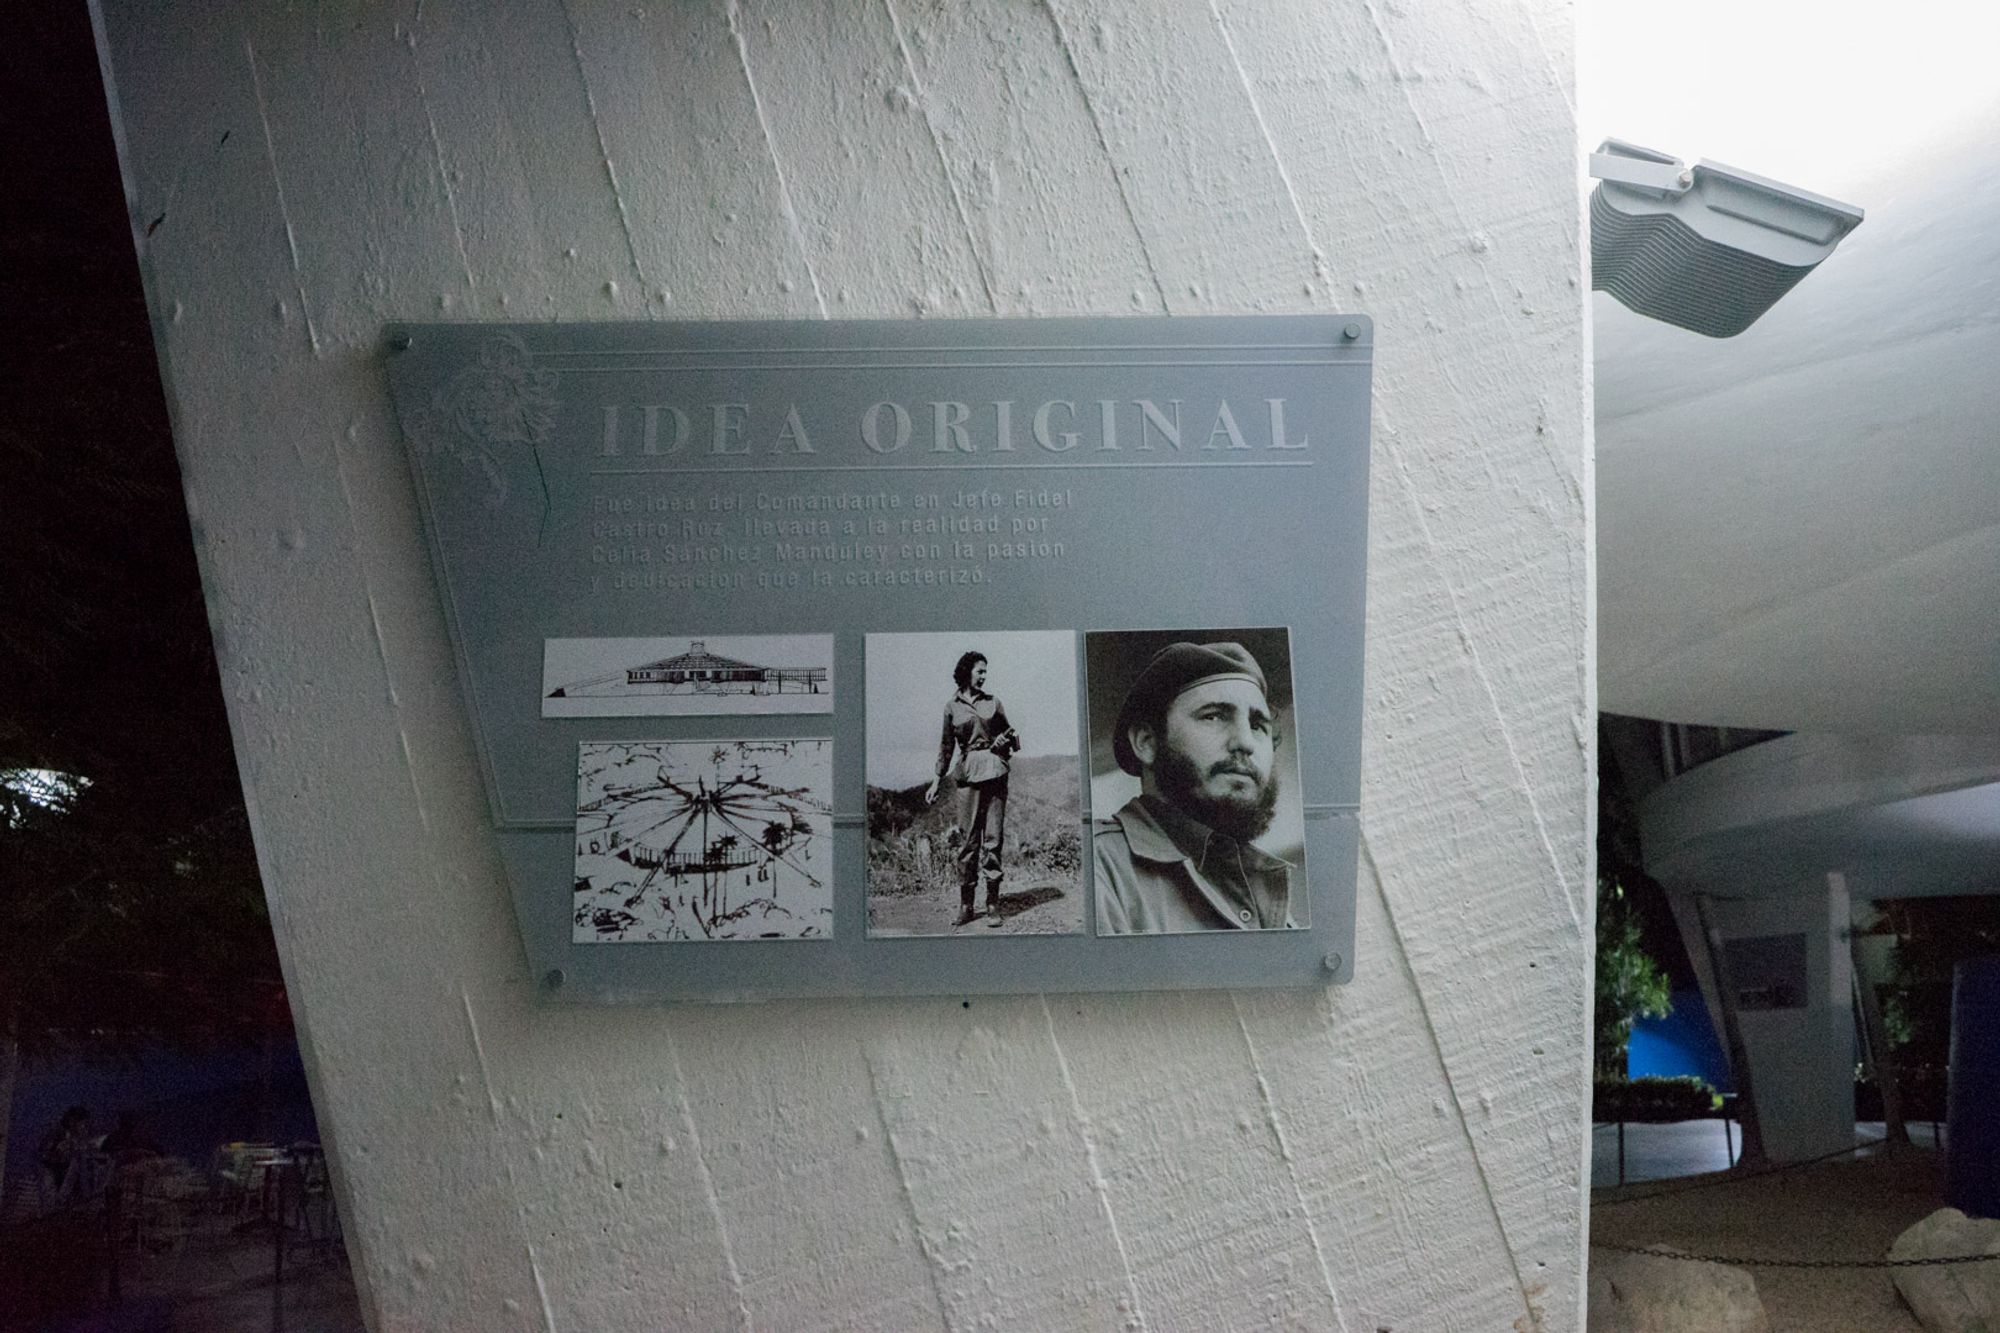 IDEA ORIGINAL
Fue idea del Comandante en Jefe Fidel
Castro Ruz, llevada a la realidad por
Celia Sánchez Manduley con la pasión
y dedicación que la caracterizó.